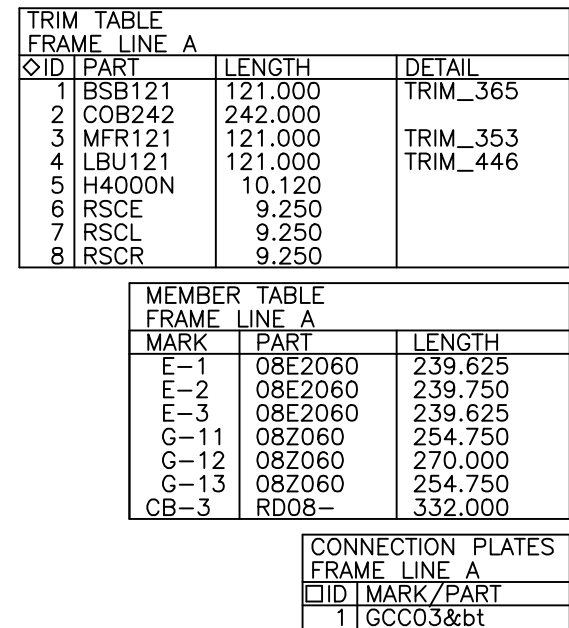 TRIM TABLE
FRAME LINE A
◇ID PART LENGTH DETAIL
1 BSB121 121.000 TRIM_365
2 COB242 242.000
3 MFR121 121.000 TRIM_353
4 LBU121 121.000 TRIM_446
5 H4000N 10.120
6 RSCE 9.250
7 RSCL 9.250
8 RSCR 9.250
MEMBER TABLE
FRAME LINE A
MARK PART LENGTH
E-1 08E2060 239.625
E-2 08E2060 239.750
E-3 08E2060 239.625
G-11 08Z060 254.750
G-12 08Z060 270.000
G-13 08Z060 254.750
CB-3 RD08- 332.000
CONNECTION PLATES
FRAME LINE A
□ID MARK/PART
1 GCC03&bt